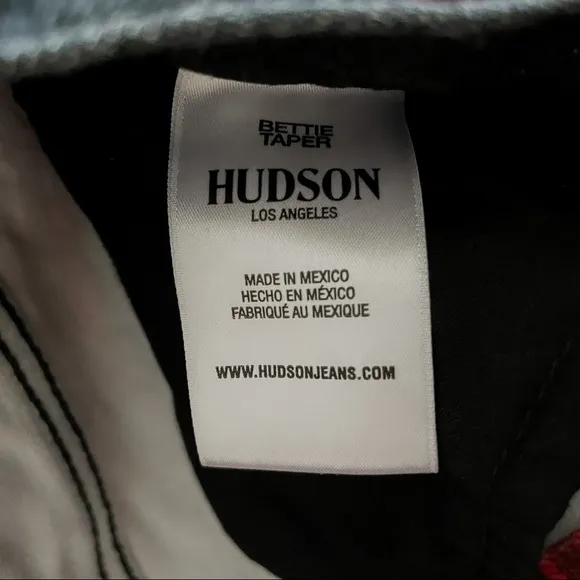 BETTIE
TAPER
HUDSON
LOS ANGELES
MADE IN MEXICO
HECHO EN MÉXICO
FABRIQUÉ AU MEXIQUE
WWW.HUDSONJEANS.COM